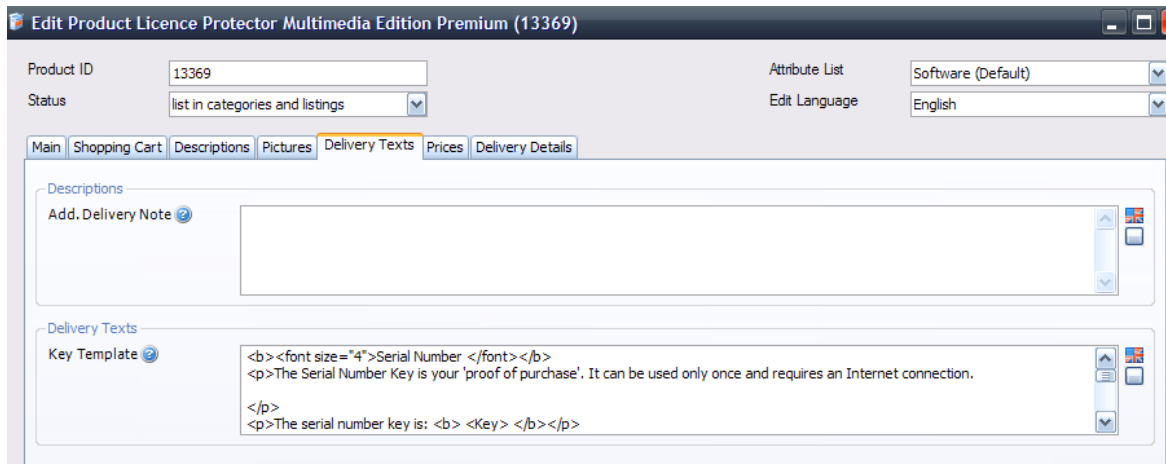 Edit Product Licence Protector Multimedia Edition Premium (13369)
Product ID 13369 Attribute List Software (Default)
Status list in categories and listings Edit Language English
Main Shopping Cart Descriptions Pictures Delivery Texts Prices Delivery Details
Descriptions
Add. Delivery Note
Delivery Texts
Key Template <b><font size="4">Serial Number </font></b>
<p>The Serial Number Key is your 'proof of purchase'. It can be used only once and requires an Internet connection.
</p>
<p>The serial number key is: <b> <Key> </b></p>